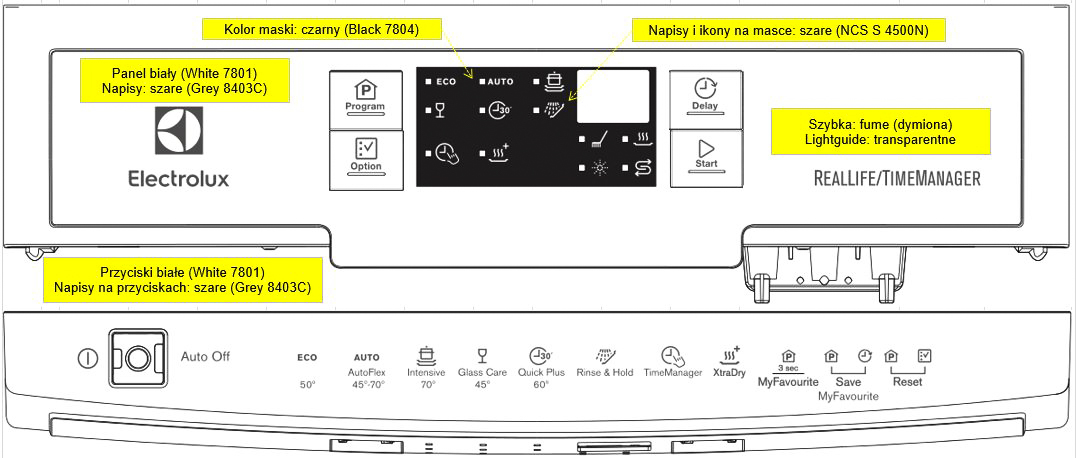 Kolor maski: czarny (Black 7804)
Napisy i ikony na masce: szare (NCS S 4500N)
Panel biały (White 7801)
Napisy: szare (Grey 8403C)
ECO
AUTO
30'
P
Program
Option
Delay
Start
Szybka: fume (dymiona)
Lightguide: transparentne
Electrolux
REALLIFE/TIMEMANAGER
Przyciski białe (White 7801)
Napisy na przyciskach: szare (Grey 8403C)
Auto Off
ECO
50°
AUTO
AutoFlex
45°-70°
Intensive
70°
Glass Care
45°
30'
Quick Plus
60°
Rinse & Hold
TimeManager
XtraDry
P
3 sec
MyFavourite
P
Save
MyFavourite
P
Reset